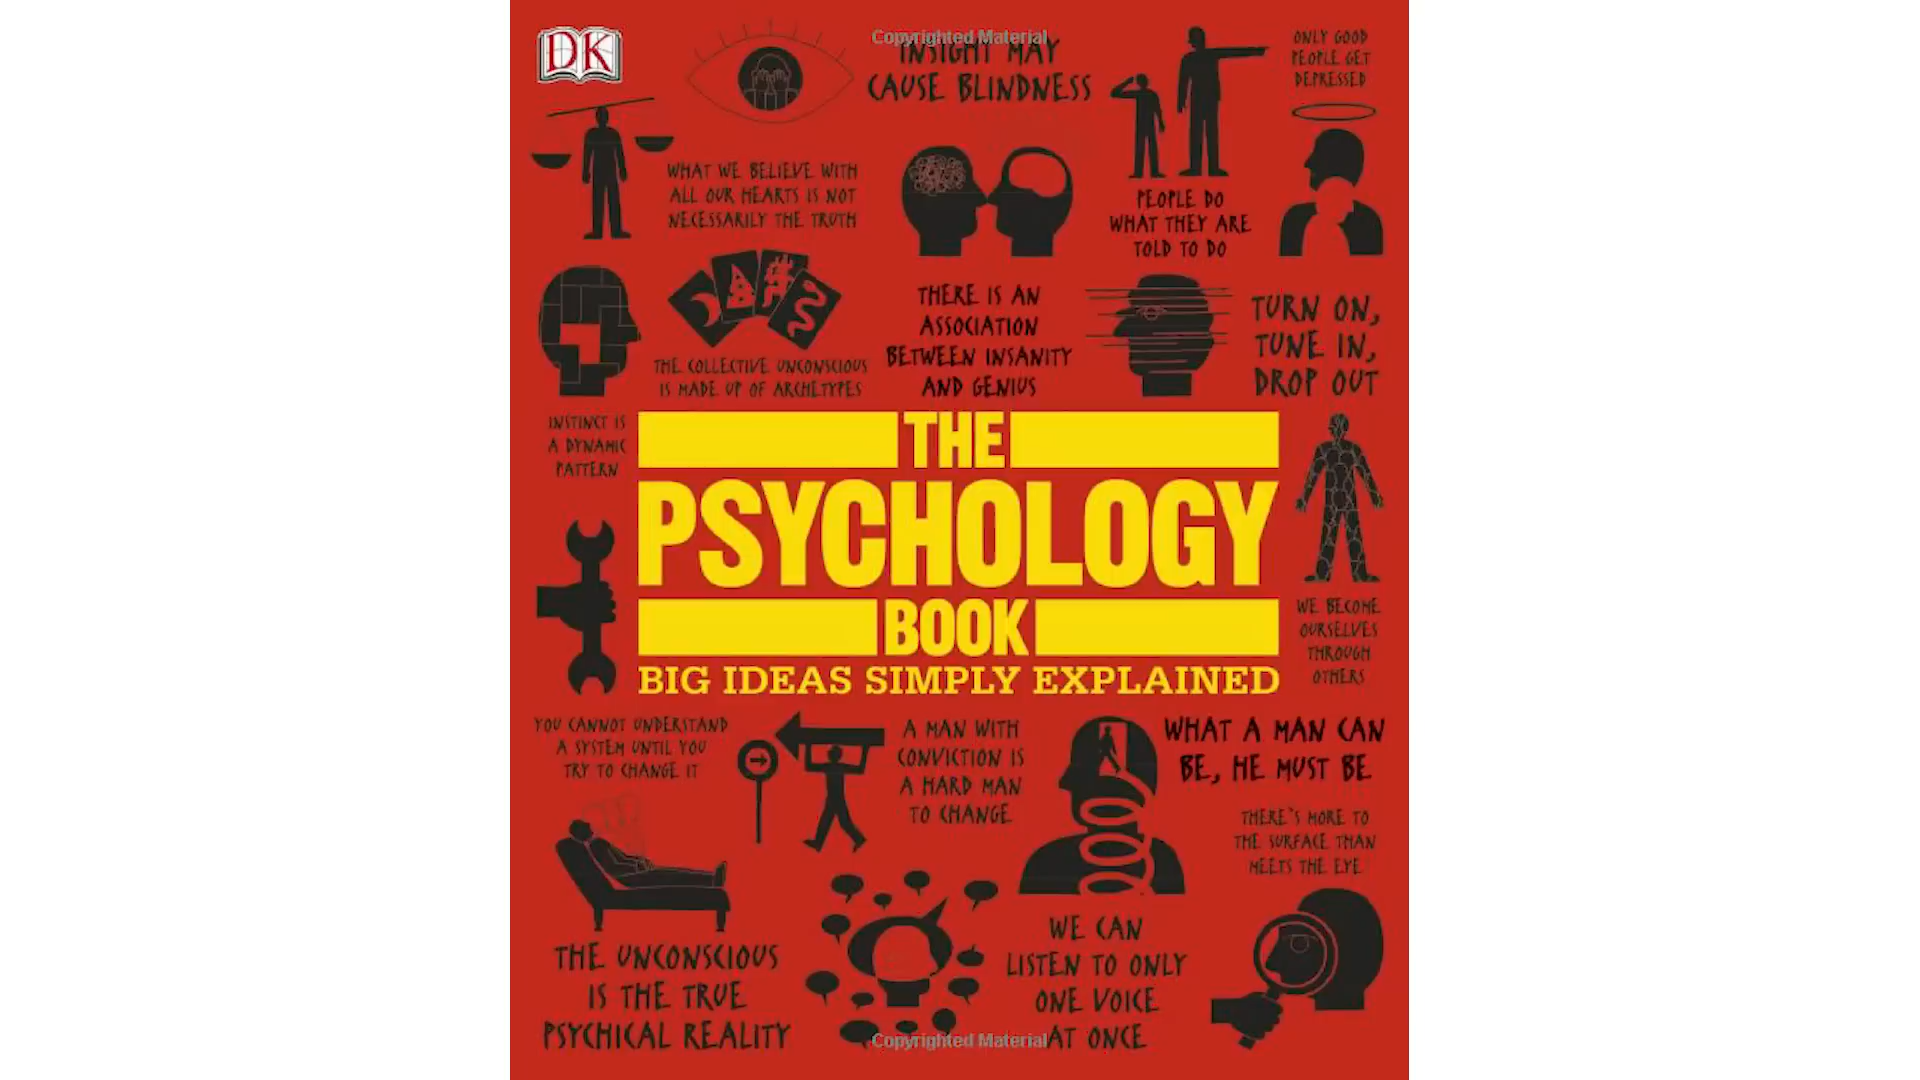 DK
Copyrighted Material
INSIGHT MAY
CAUSE BLINDNESS
ONLY GOOD
PEOPLE GET
DEPRESSED
WHAT WE BELIEVE WITH
ALL OUR HEARTS IS NOT
NECESSARILY THE TRUTH
PEOPLE DO
WHAT THEY ARE
TOLD TO DO
THE COLLECTIVE UNCONSCIOUS
IS MADE UP OF ARCHETYPES
THERE IS AN
ASSOCIATION
BETWEEN INSANITY
AND GENIUS
TURN ON,
TUNE IN,
DROP OUT
INSTINCT IS
A DYNAMIC
PATTERN
THE
PSYCHOLOGY
BOOK
BIG IDEAS SIMPLY EXPLAINED
WE BECOME
OURSELVES
THROUGH
OTHERS
YOU CANNOT UNDERSTAND
A SYSTEM UNTIL YOU
TRY TO CHANGE IT
A MAN WITH
CONVICTION IS
A HARD MAN
TO CHANGE
WHAT A MAN CAN
BE, HE MUST BE
THERE'S MORE TO
THE SURFACE THAN
MEETS THE EYE
THE UNCONSCIOUS
IS THE TRUE
PSYCHICAL REALITY
WE CAN
LISTEN TO ONLY
ONE VOICE
AT ONCE
Copyrighted Material